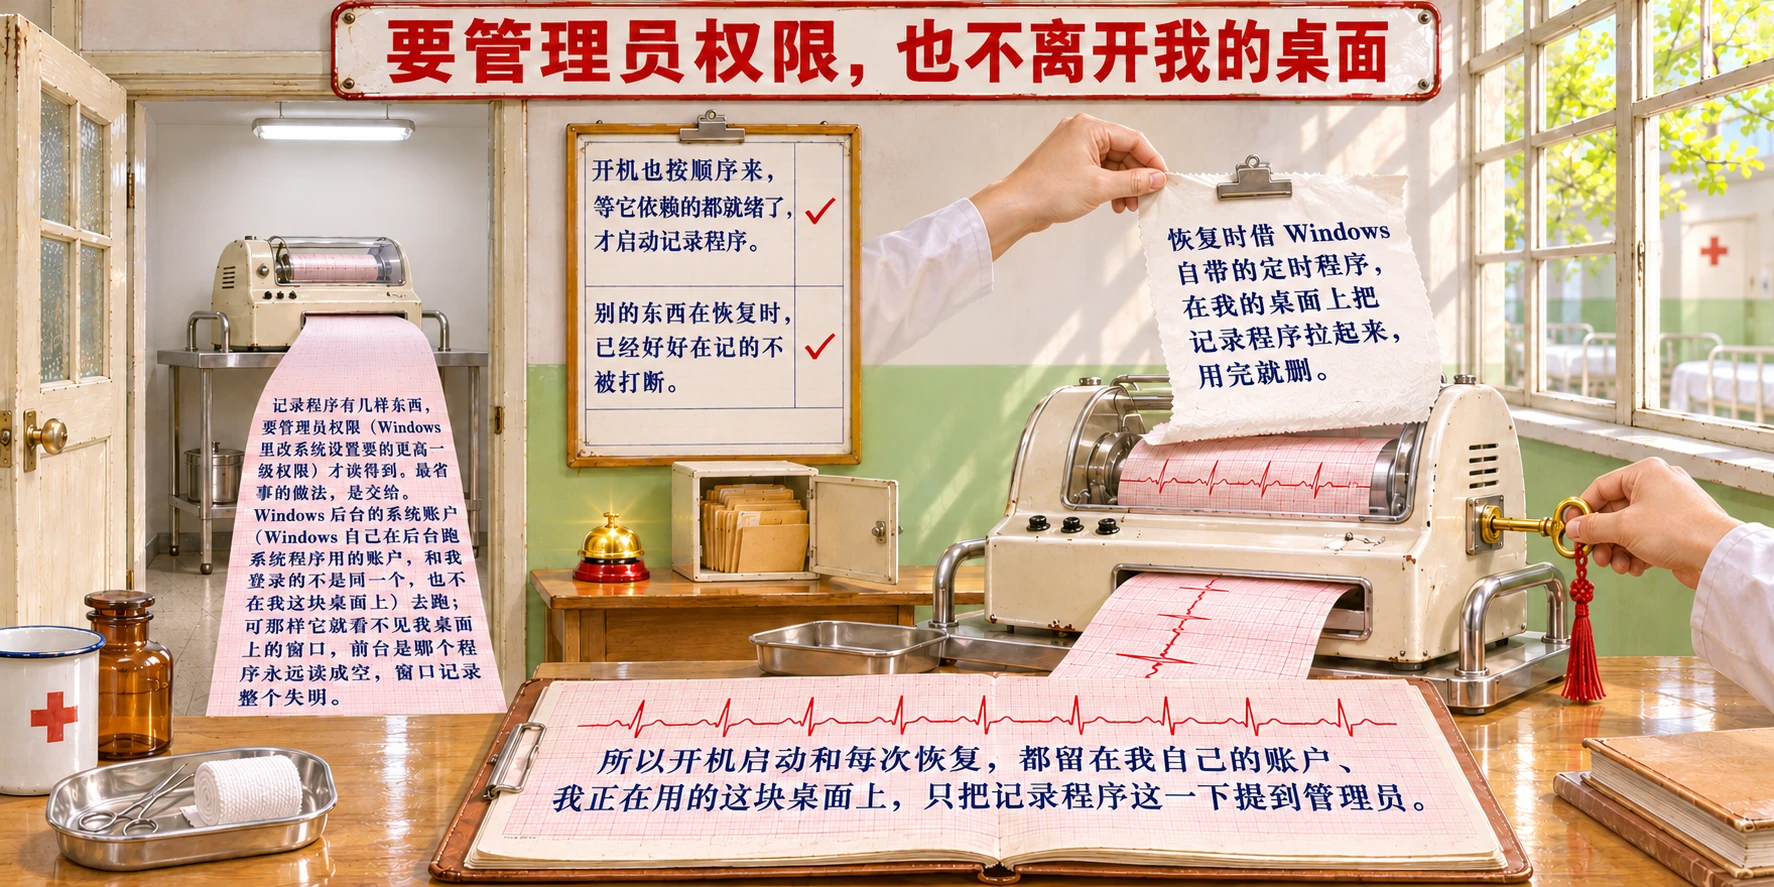 要管理员权限，也不离开我的桌面
开机也按顺序来，
等它依赖的都就绪了，
才启动记录程序。
别的东西在恢复时，
已经好好在记的不
被打断。
恢复时借 Windows
自带的定时程序，
在我的桌面上把
记录程序拉起来，
用完就删。
记录程序有几样东西，
要管理员权限（Windows
里改系统设置要的更高一
级权限）才读得到。最省
事的做法，是交给。
Windows 后台的系统账户
（Windows 自己在后台跑
系统程序用的账户，和我
登录的不是同一个，也不
在我这块桌面上）去跑；
可那样它就看不见我桌面
上的窗口，前台是哪个程
序永远读成空，窗口记录
整个失明。
所以开机启动和每次恢复，都留在我自己的账户、
我正在用的这块桌面上，只把记录程序这一下提到管理员。